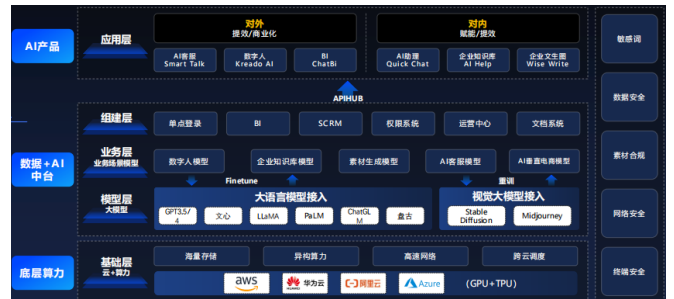 AI产品
应用层
对外
提效/商业化
AI客服
Smart Talk
数字人
Kreado AI
BI
ChatBi
对内
赋能/提效
AI助理
Quick Chat
企业知识库
AI Help
企业文生图
Wise Write
APIHUB
数据+AI
中台
组建层
单点登录
BI
SCRM
权限系统
运营中心
文档系统
业务层
业务场景模型
数字人模型
企业知识库模型
素材生成模型
AI客服模型
AI垂直电商模型
Finetune
重训
模型层
大模型
大语言模型接入
GPT3.5/
4
文心
LLaMA
PaLM
ChatGL
M
盘古
视觉大模型接入
Stable
Diffusion
Midjourney
底层算力
基础层
云+算力
海量存储
异构算力
高速网络
跨云调度
aws
HUAWEI
华为云
阿里云
Azure
(GPU+TPU)
敏感词
数据安全
素材合规
网络安全
终端安全